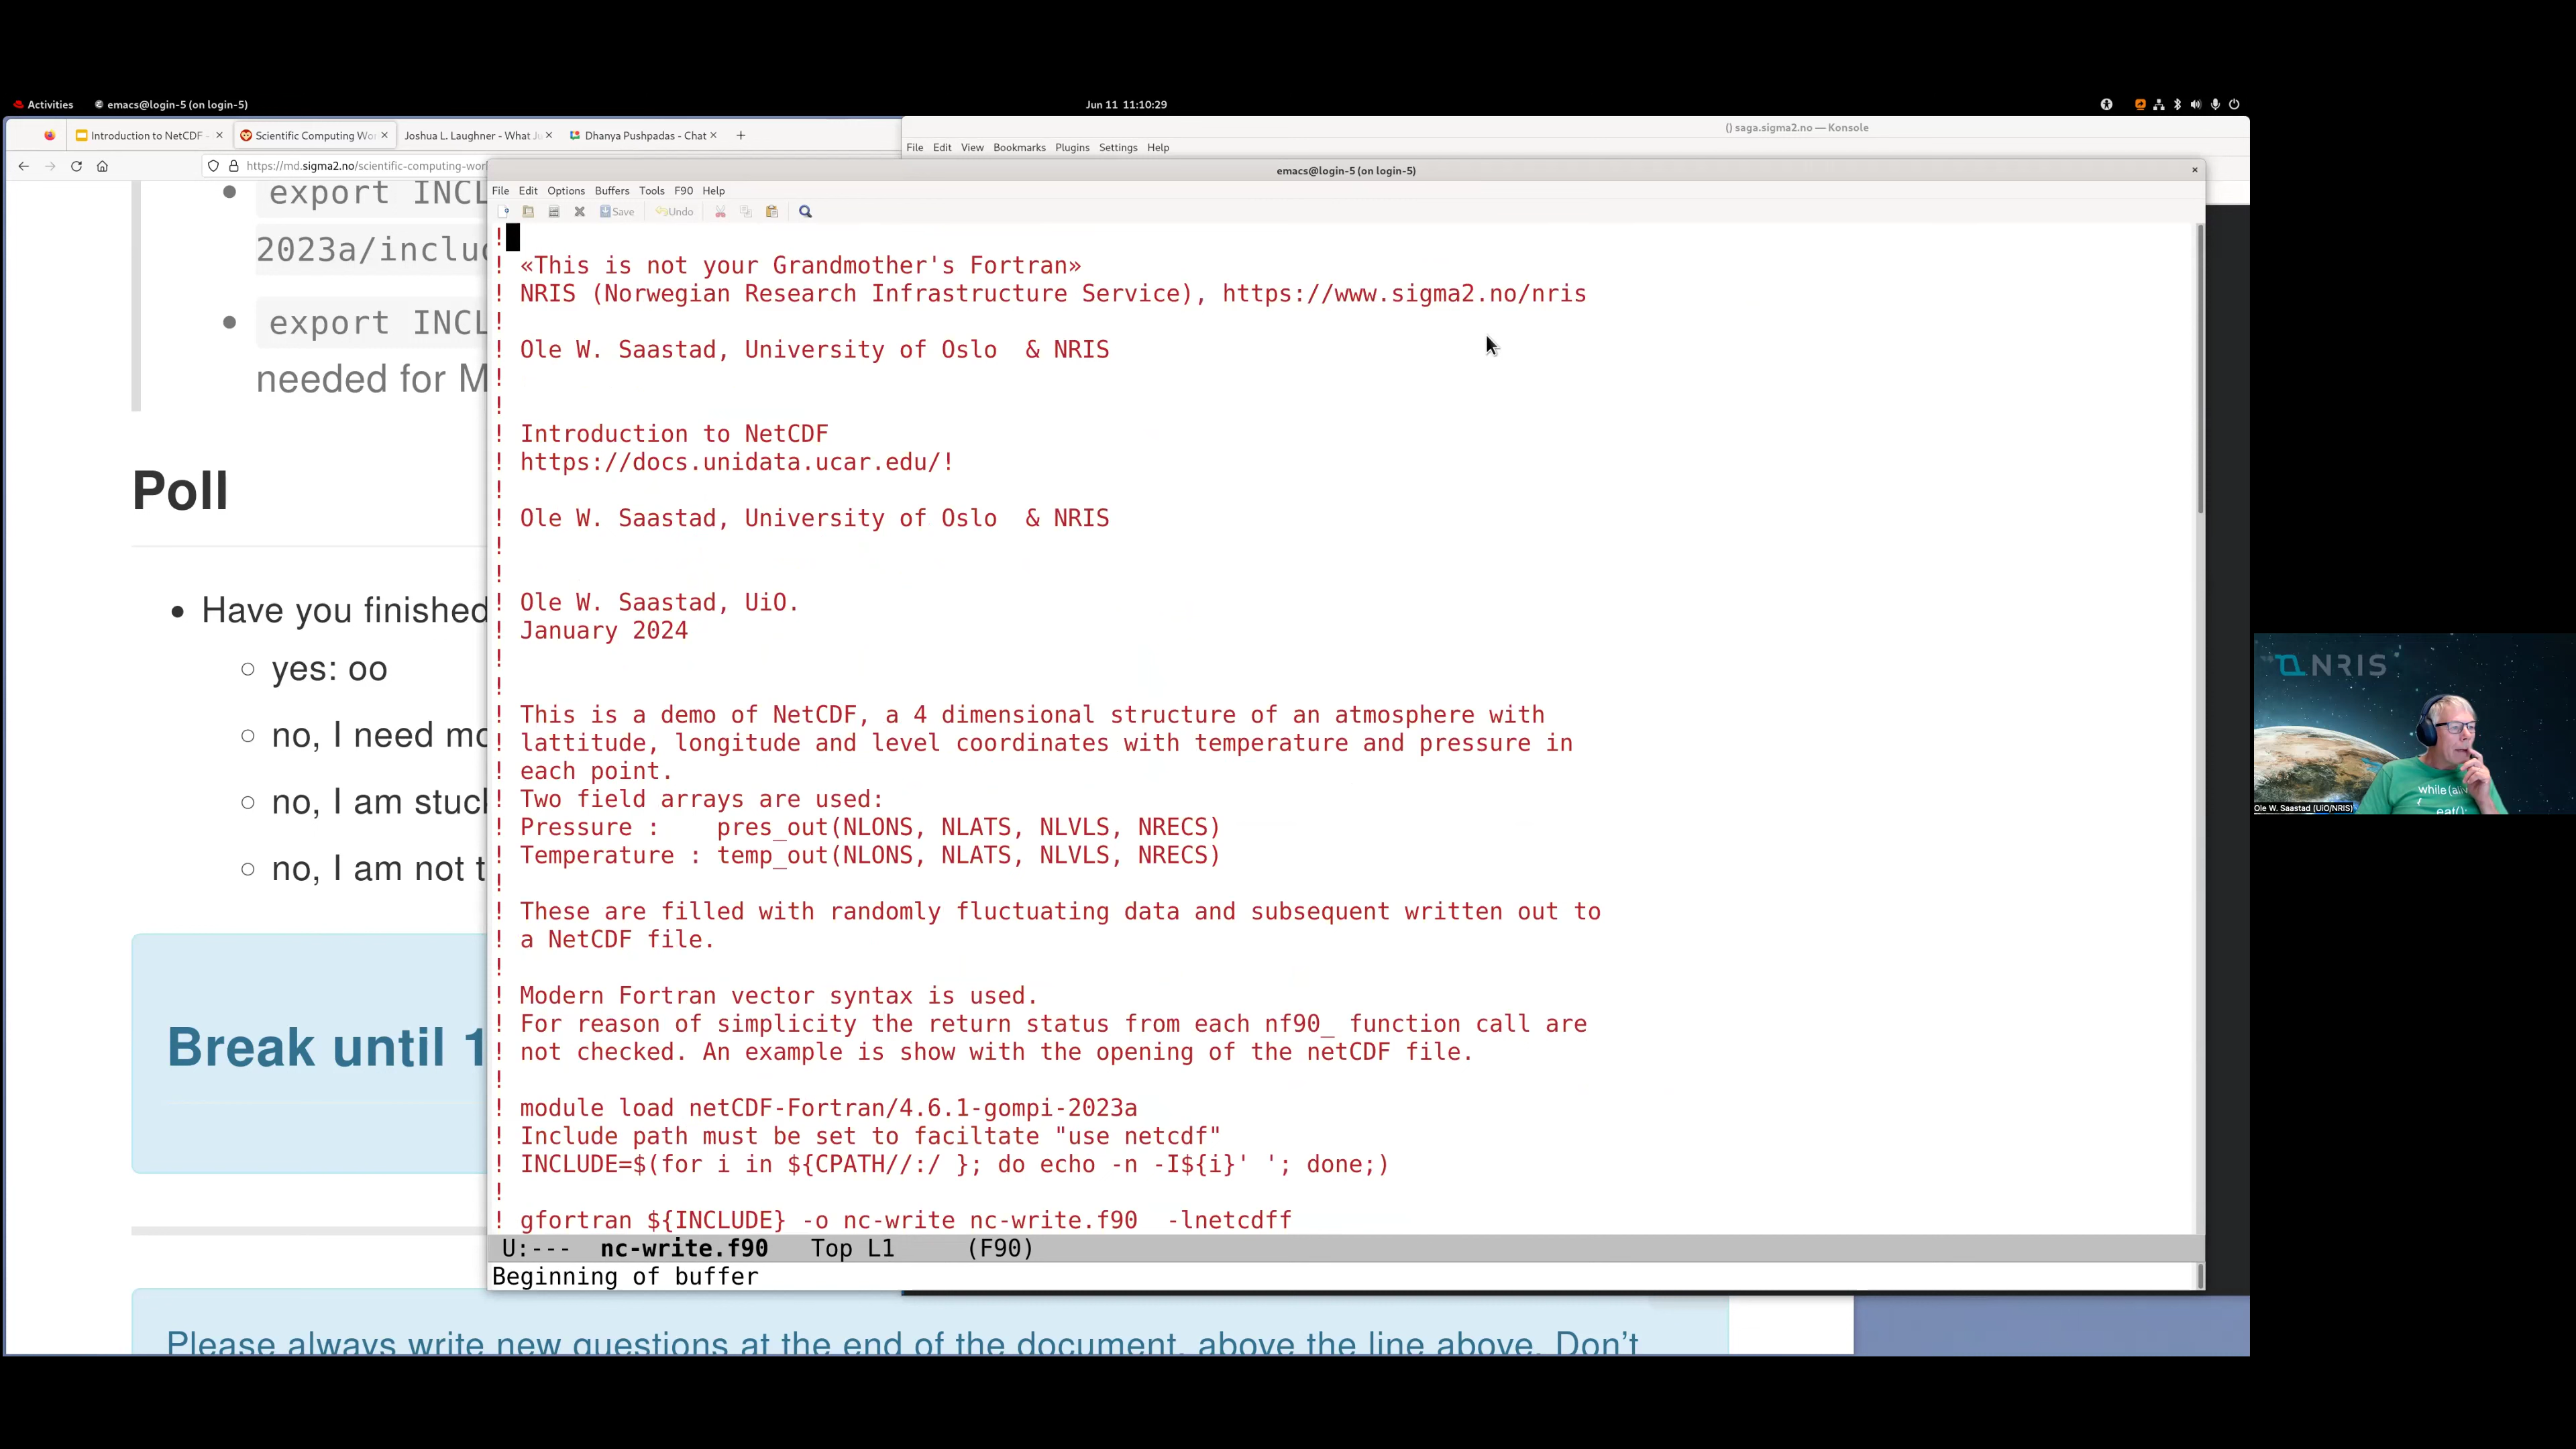 Activities
emacs@login-5 (on login-5)
Jun 11 11:10:29
Introduction to NetCDF -
Scientific Computing Wor
Joshua L. Laughner - What Ju
Dhanya Pushpadas - Chat
https://md.sigma2.no/scientific-computing-worl
() saga.sigma2.no — Konsole
File Edit View Bookmarks Plugins Settings Help
export INCL
2023a/includ
export INCL
needed for M
Poll
Have you finished
yes: oo
no, I need mo
no, I am stuck
no, I am not t
Break until 1
Please always write new questions at the end of the document, above the line above. Don't
emacs@login-5 (on login-5)
File Edit Options Buffers Tools F90 Help
Save Undo
!
! «This is not your Grandmother's Fortran»
! NRIS (Norwegian Research Infrastructure Service), https://www.sigma2.no/nris
!
! Ole W. Saastad, University of Oslo  & NRIS
!
!
! Introduction to NetCDF
! https://docs.unidata.ucar.edu/!
!
! Ole W. Saastad, University of Oslo  & NRIS
!
!
! Ole W. Saastad, UiO.
! January 2024
!
!
! This is a demo of NetCDF, a 4 dimensional structure of an atmosphere with
! lattitude, longitude and level coordinates with temperature and pressure in
! each point.
! Two field arrays are used:
! Pressure :    pres_out(NLONS, NLATS, NLVLS, NRECS)
! Temperature : temp_out(NLONS, NLATS, NLVLS, NRECS)
!
! These are filled with randomly fluctuating data and subsequent written out to
! a NetCDF file.
!
! Modern Fortran vector syntax is used.
! For reason of simplicity the return status from each nf90_ function call are
! not checked. An example is show with the opening of the netCDF file.
!
! module load netCDF-Fortran/4.6.1-gompi-2023a
! Include path must be set to faciltate "use netcdf"
! INCLUDE=$(for i in ${CPATH//:/ }; do echo -n -I${i}' '; done;)
!
! gfortran ${INCLUDE} -o nc-write nc-write.f90  -lnetcdff
U:---  nc-write.f90   Top L1     (F90)
Beginning of buffer
NRIS
while(aliv
{
eat();
Ole W. Saastad (UiO/NRIS)